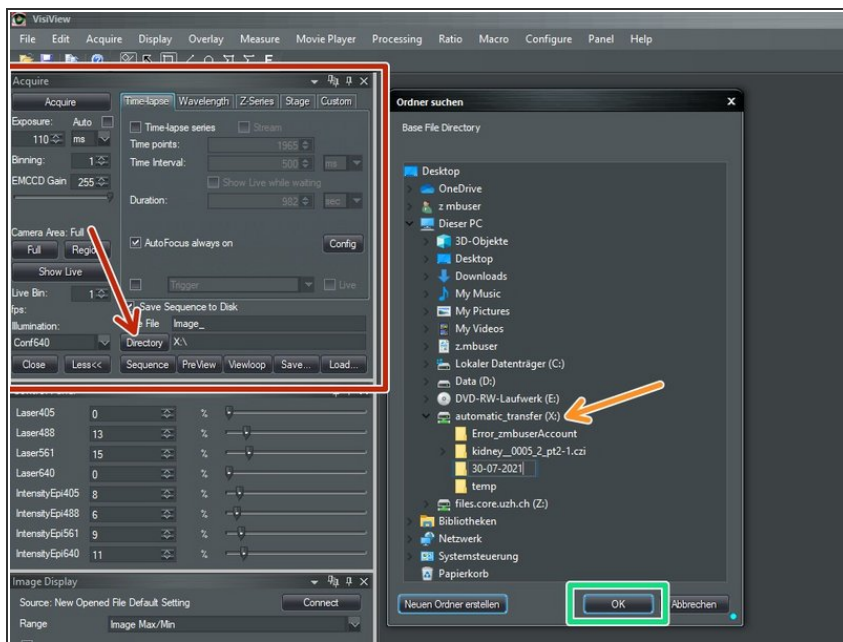 VisiView
File Edit Acquire Display Overlay Measure Movie Player Processing Ratio Macro Configure Panel Help
Acquire
Acquire
Time-lapse Wavelength Z-Series Stage Custom
Exposure: Auto
110 ms
Binning: 1
EMCCD Gain 255
Camera Area: Full
Full
Show Live
Live Bin: 1
fps:
Illumination:
Conf640
Close Less<<
Time-lapse series Stream
Time points: 1965
Time Interval: 500 ms
Show Live while waiting
Duration: 982 sec
AutoFocus always on Config
Trigger Live
Save Sequence to Disk
File Image_
Directory X:\
Sequence PreView Viewloop Save... Load...
Laser405 0 %
Laser488 13 %
Laser561 15 %
Laser640 0 %
IntensityEpi405 8 %
IntensityEpi488 6 %
IntensityEpi561 9 %
IntensityEpi640 11 %
Image Display
Source: New Opened File Default Setting Connect
Range Image Max/Min
Ordner suchen X
Base File Directory
Desktop
OneDrive
z mbuser
Dieser PC
3D-Objekte
Desktop
Downloads
My Music
My Pictures
My Videos
z.mbuser
Lokaler Datenträger (C:)
Data (D:)
DVD-RW-Laufwerk (E:)
automatic_transfer (X:)
Error_zmbuserAccount
kidney__0005_2_pt2-1.czi
30-07-2021
temp
files.core.uzh.ch (Z:)
Bibliotheken
Netzwerk
Systemsteuerung
Papierkorb
Neuen Ordner erstellen OK Abbrechen